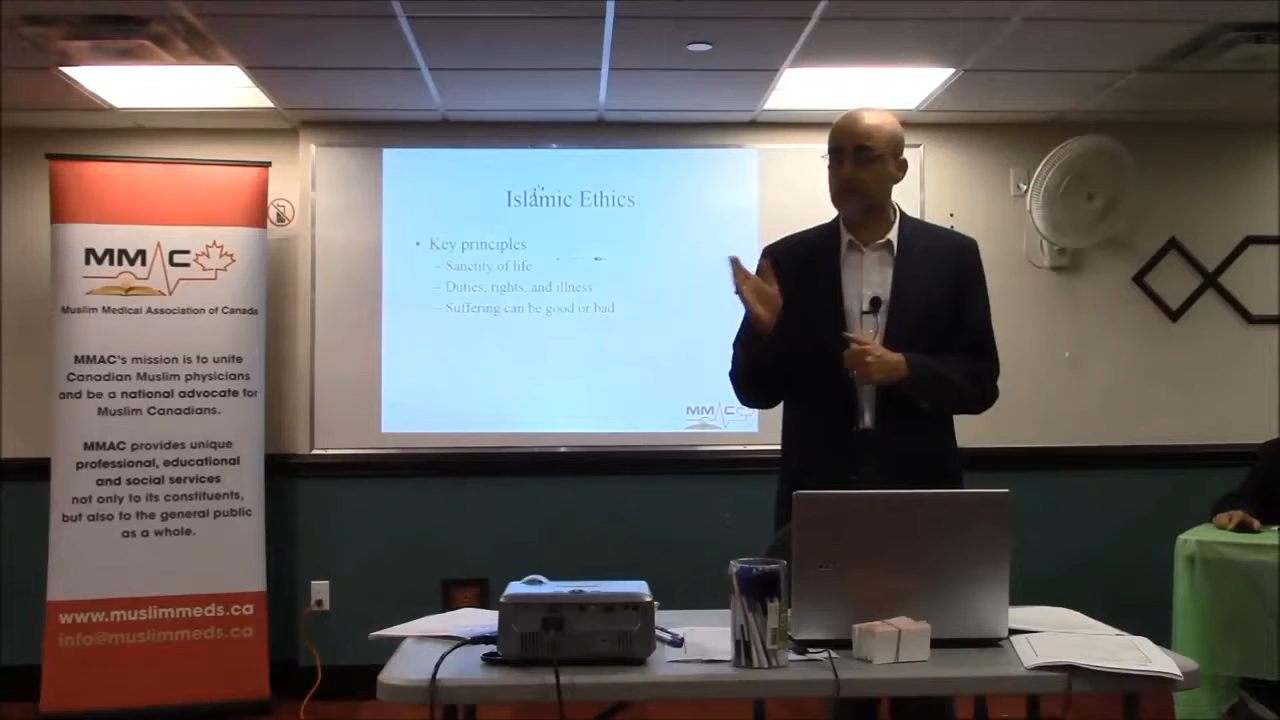 MMAC
Muslim Medical Association of Canada
MMAC's mission is to unite
Canadian Muslim physicians
and be a national advocate for
Muslim Canadians.
MMAC provides unique
professional, educational
and social services
not only to its constituents,
but also to the general public
as a whole.
www.muslimmeds.ca
info@muslimmeds.ca
Islamic Ethics
• Key principles
– Sanctity of life
– Duties, rights, and illness
– Suffering can be good or bad
MMAC